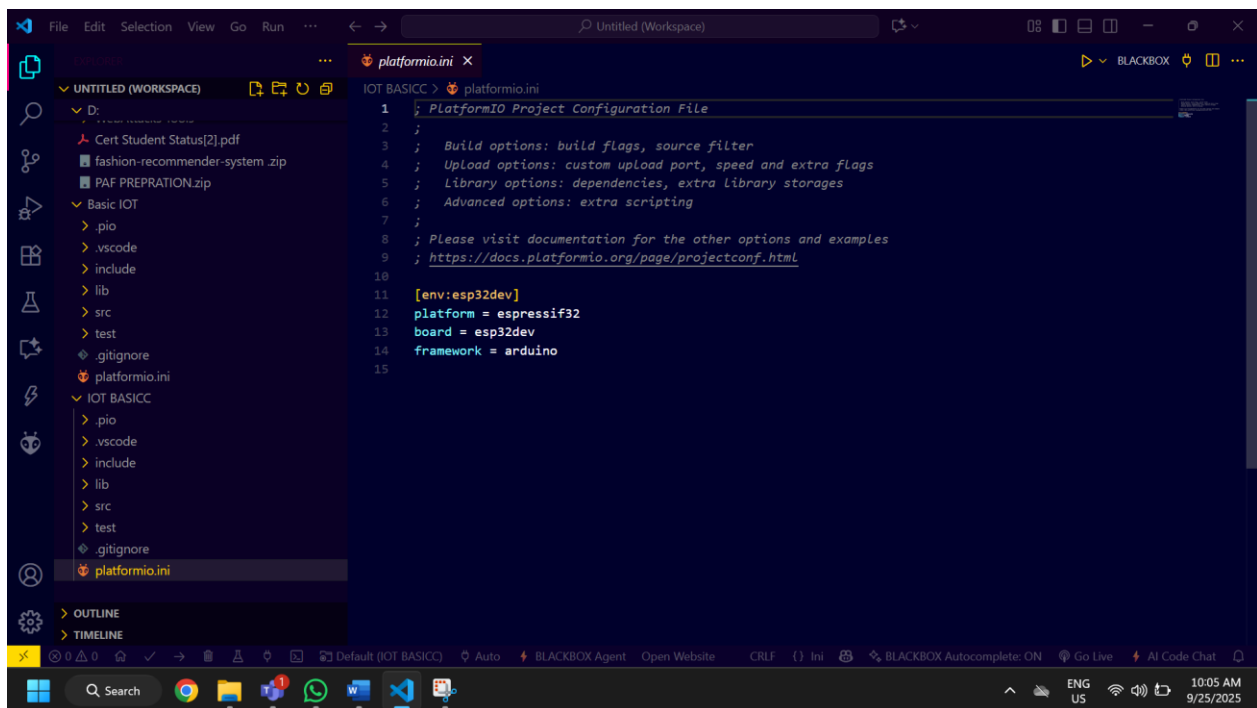 File Edit Selection View Go Run ··· Untitled (Workspace)
platformio.ini
BLACKBOX
UNTITLED (WORKSPACE)
IOT BASICC > platformio.ini
D:
Cert Student Status[2].pdf
fashion-recommender-system .zip
PAF PREPRATION.zip
Basic IOT
.pio
.vscode
include
lib
src
test
.gitignore
platformio.ini
IOT BASICC
.pio
.vscode
include
lib
src
test
.gitignore
platformio.ini
OUTLINE
TIMELINE
1 ; PlatformIO Project Configuration File
2 ;
3 ; Build options: build flags, source filter
4 ; Upload options: custom upload port, speed and extra flags
5 ; Library options: dependencies, extra library storages
6 ; Advanced options: extra scripting
7 ;
8 ; Please visit documentation for the other options and examples
9 ; https://docs.platformio.org/page/projectconf.html
10
11 [env:esp32dev]
12 platform = espressif32
13 board = esp32dev
14 framework = arduino
15
0 0 Default (IOT BASICC) Auto BLACKBOX Agent Open Website CRLF {} Ini BLACKBOX Autocomplete: ON Go Live AI Code Chat
Search 1 ENG 10:05 AM
US 9/25/2025